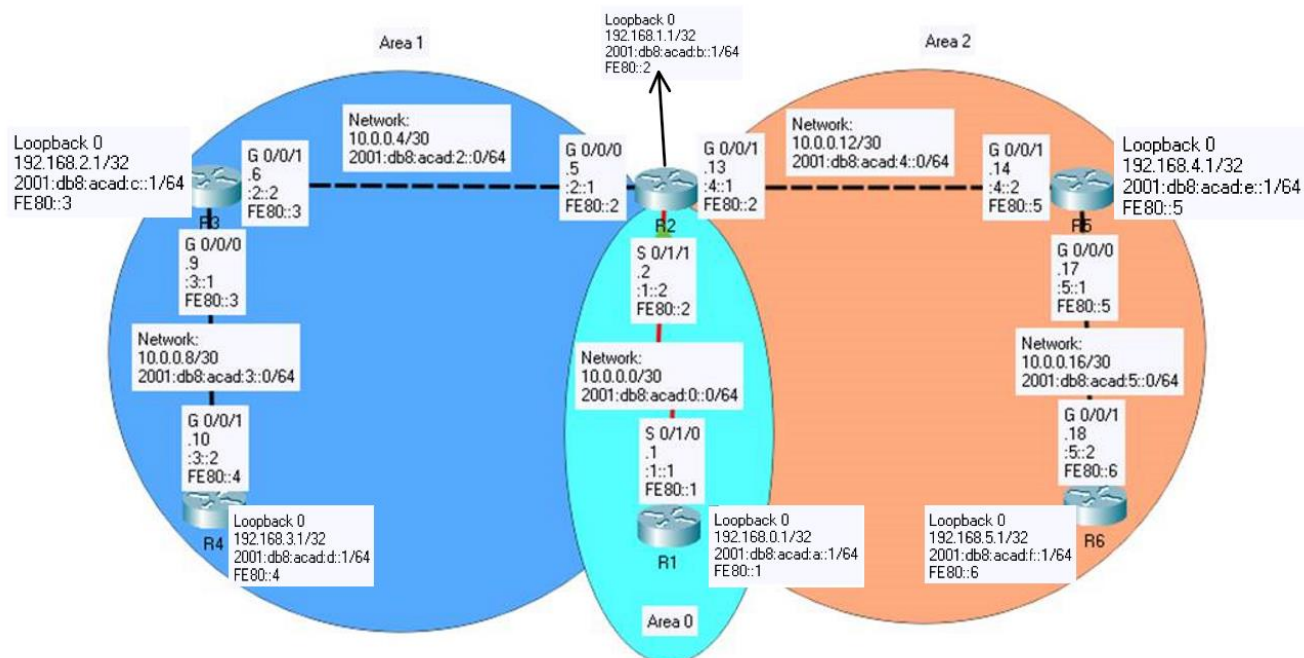 Area 1
Loopback 0
192.168.1.1/32
2001:db8:acad:b::1/64
FE80::2
Area 2
Loopback 0
192.168.2.1/32
2001:db8:acad:c::1/64
FE80::3
R3
G 0/0/1
.6
:2::2
FE80::3
Network:
10.0.0.4/30
2001:db8:acad:2::0/64
G 0/0/0
.5
:2::1
FE80::2
R2
G 0/0/1
.13
:4::1
FE80::2
Network:
10.0.0.12/30
2001:db8:acad:4::0/64
G 0/0/1
.14
:4::2
FE80::5
R5
Loopback 0
192.168.4.1/32
2001:db8:acad:e::1/64
FE80::5
G 0/0/0
.9
:3::1
FE80::3
S 0/1/1
.2
:1::2
FE80::2
G 0/0/0
.17
:5::1
FE80::5
Network:
10.0.0.8/30
2001:db8:acad:3::0/64
Network:
10.0.0.0/30
2001:db8:acad:0::0/64
Network:
10.0.0.16/30
2001:db8:acad:5::0/64
G 0/0/1
.10
:3::2
FE80::4
R4
Loopback 0
192.168.3.1/32
2001:db8:acad:d::1/64
FE80::4
S 0/1/0
.1
:1::1
FE80::1
R1
Loopback 0
192.168.0.1/32
2001:db8:acad:a::1/64
FE80::1
G 0/0/1
.18
:5::2
FE80::6
R6
Loopback 0
192.168.5.1/32
2001:db8:acad:f::1/64
FE80::6
Area 0